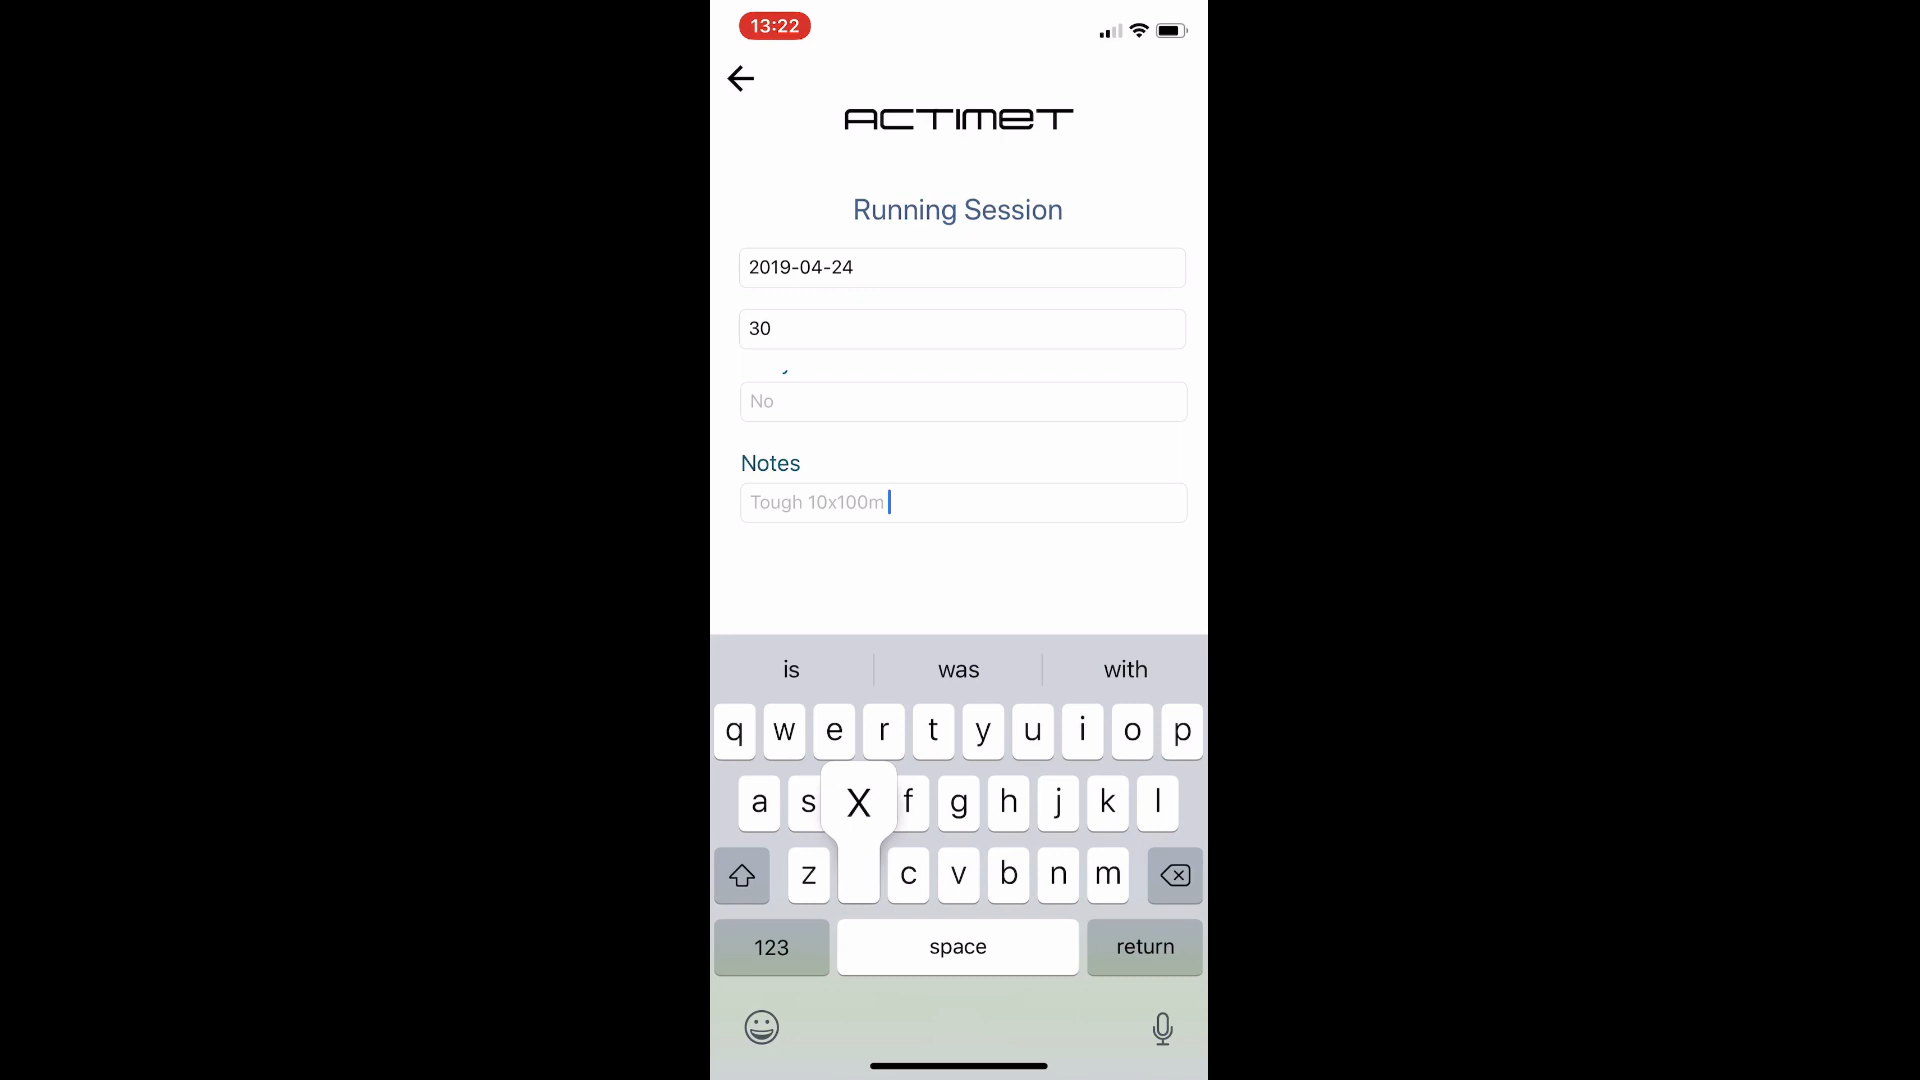 13:22
ACTIMET
Running Session
2019-04-24
30
No
Notes
Tough 10x100m
is was with
q w e r t y u i o p
a s X f g h j k l
z c v b n m
123 space return